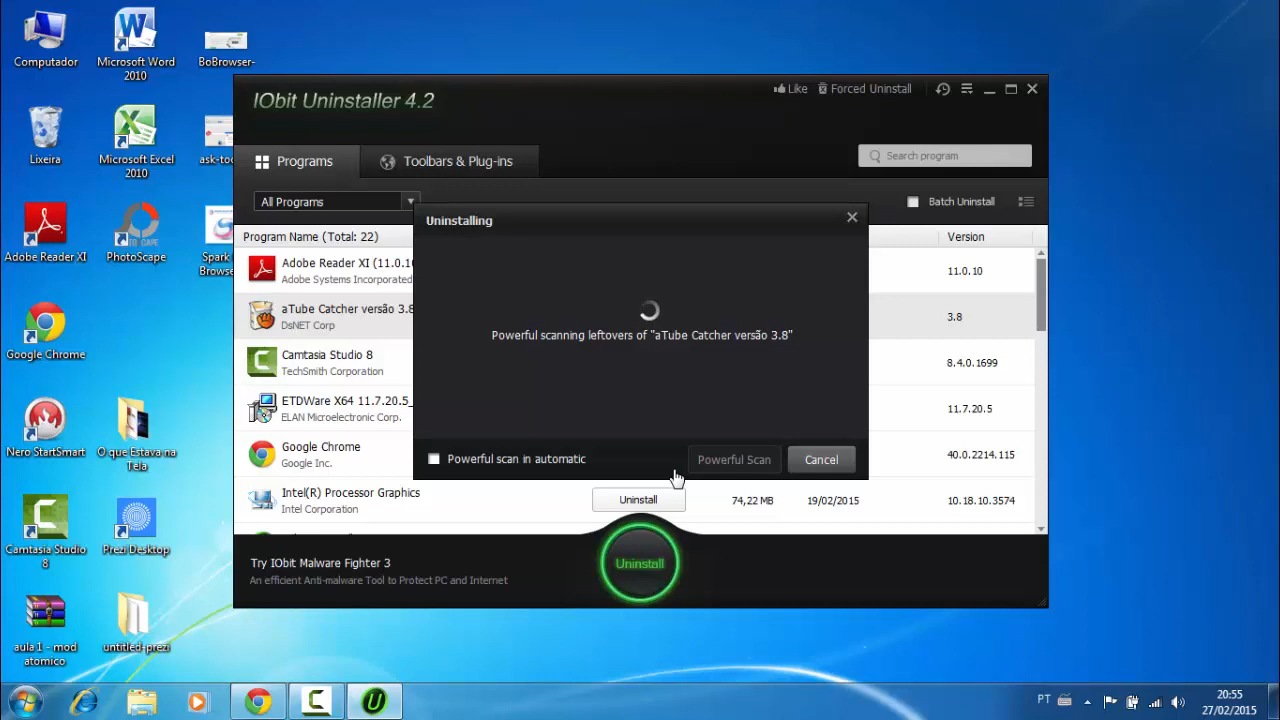 Computador
Microsoft Word
2010
BoBrowser-
Lixeira
Microsoft Excel
2010
ask-too
Adobe Reader XI
PhotoScape
Spark
Browse
Google Chrome
Nero StartSmart
O que Estava na
Teia
Camtasia Studio
8
Prezi Desktop
aula 1 - mod
atomico
untitled-prezi
IObit Uninstaller 4.2
Like
Forced Uninstall
Programs
Toolbars & Plug-ins
Search program
All Programs
Batch Uninstall
Program Name (Total: 22)
Version
Adobe Reader XI (11.0.10
Adobe Systems Incorporated
11.0.10
aTube Catcher versão 3.8
DsNET Corp
3.8
Camtasia Studio 8
TechSmith Corporation
8.4.0.1699
ETDWare X64 11.7.20.5_
ELAN Microelectronic Corp.
11.7.20.5
Google Chrome
Google Inc.
40.0.2214.115
Intel(R) Processor Graphics
Intel Corporation
Uninstall
74,22 MB
19/02/2015
10.18.10.3574
Uninstalling
Powerful scanning leftovers of "aTube Catcher versão 3.8"
Powerful scan in automatic
Powerful Scan
Cancel
Try IObit Malware Fighter 3
An efficient Anti-malware Tool to Protect PC and Internet
Uninstall
PT
20:55
27/02/2015